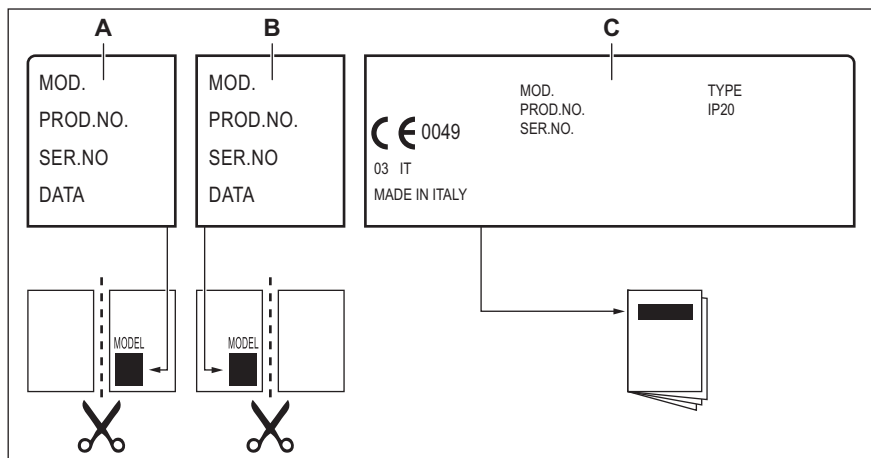 A
B
C
MOD.
PROD.NO.
SER.NO
DATA
MOD.
PROD.NO.
SER.NO
DATA
MOD.
PROD.NO.
SER.NO.
TYPE
IP20
CE 0049
03 IT
MADE IN ITALY
MODEL
MODEL